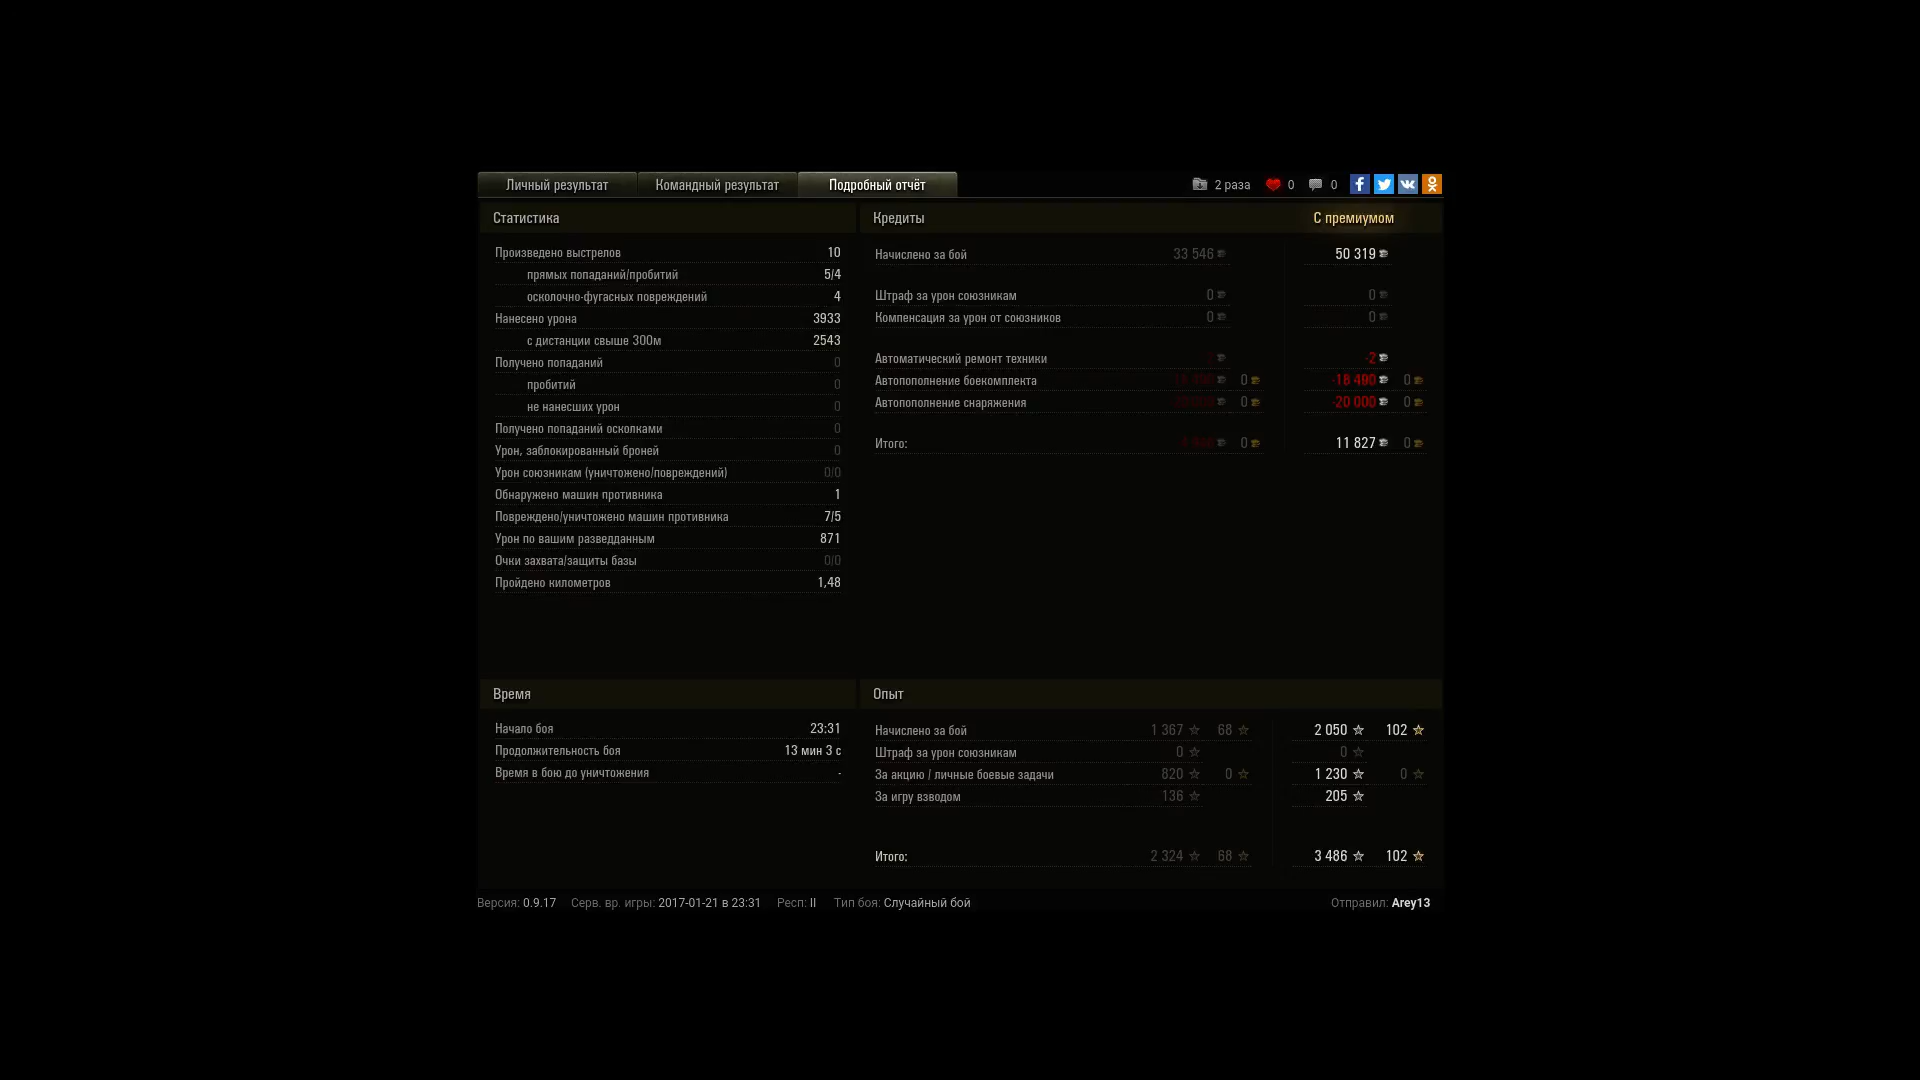 Личный результат Командный результат Подробный отчёт 2 раза 0 0
Статистика
Произведено выстрелов 10
прямых попаданий/пробитий 5/4
осколочно-фугасных повреждений 4
Нанесено урона 3933
с дистанции свыше 300м 2543
Получено попаданий 0
пробитий 0
не нанесших урон 0
Получено попаданий осколками 0
Урон, заблокированный броней 0
Урон союзникам (уничтожено/повреждений) 0/0
Обнаружено машин противника 1
Повреждено/уничтожено машин противника 7/5
Урон по вашим разведданным 871
Очки захвата/защиты базы 0/0
Пройдено километров 1,48
Кредиты С премиумом
Начислено за бой 33 546 50 319
Штраф за урон союзникам 0 0
Компенсация за урон от союзников 0 0
Автоматический ремонт техники -2
Автопополнение боекомплекта 0 0
Автопополнение снаряжения 0 -20 000 0
Итого: 0 11 827 0
Время
Начало боя 23:31
Продолжительность боя 13 мин 3 с
Время в бою до уничтожения -
Опыт
Начислено за бой 1 367 68 2 050 102
Штраф за урон союзникам 0 0
За акцию / личные боевые задачи 820 0 1 230 0
За игру взводом 136 205
Итого: 2 324 68 3 486 102
Версия: 0.9.17 Серв. вр. игры: 2017-01-21 в 23:31 Респ: II Тип боя: Случайный бой Отправил: Arey13